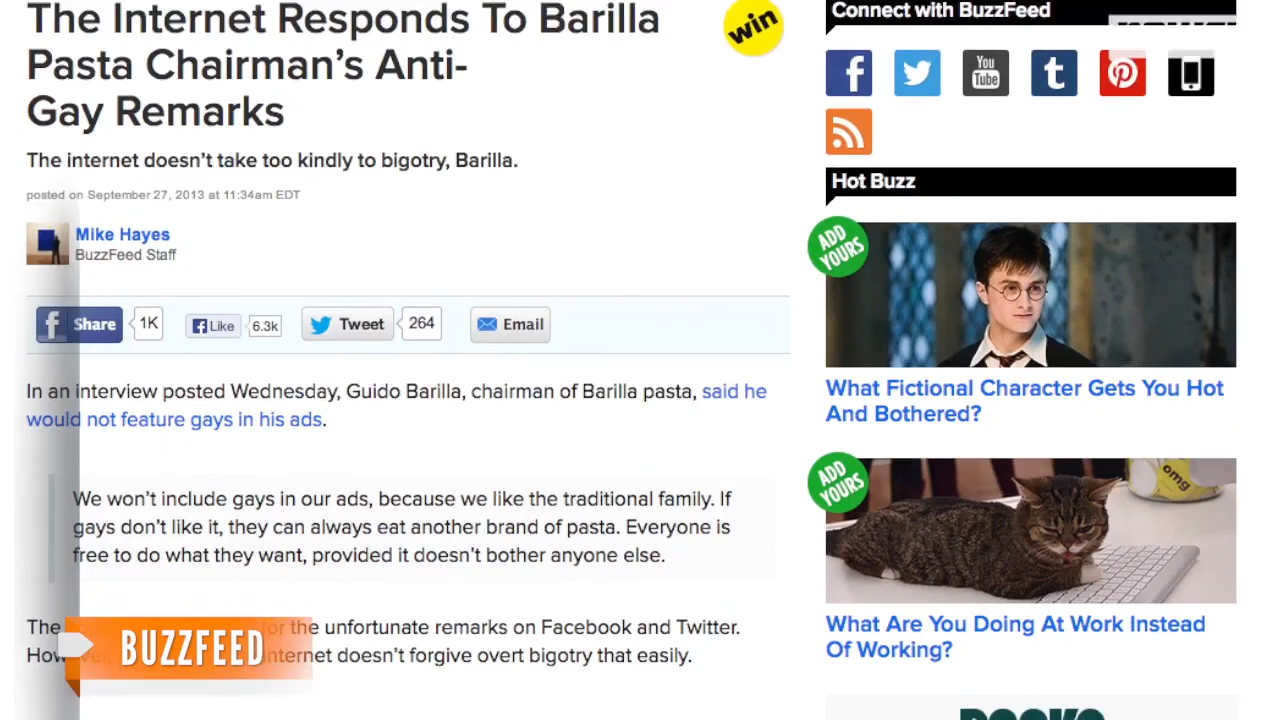 The Internet Responds To Barilla
Pasta Chairman's Anti-
Gay Remarks
win
The internet doesn't take too kindly to bigotry, Barilla.
posted on September 27, 2013 at 11:34am EDT
Mike Hayes
BuzzFeed Staff
Share 1K Like 6.3k Tweet 264 Email
In an interview posted Wednesday, Guido Barilla, chairman of Barilla pasta, said he
would not feature gays in his ads.
We won't include gays in our ads, because we like the traditional family. If
gays don't like it, they can always eat another brand of pasta. Everyone is
free to do what they want, provided it doesn't bother anyone else.
The for the unfortunate remarks on Facebook and Twitter.
internet doesn't forgive overt bigotry that easily.
BUZZFEED
Connect with BuzzFeed
f
You
Tube
t
Hot Buzz
ADD
YOURS
What Fictional Character Gets You Hot
And Bothered?
ADD
YOURS
omg
What Are You Doing At Work Instead
Of Working?